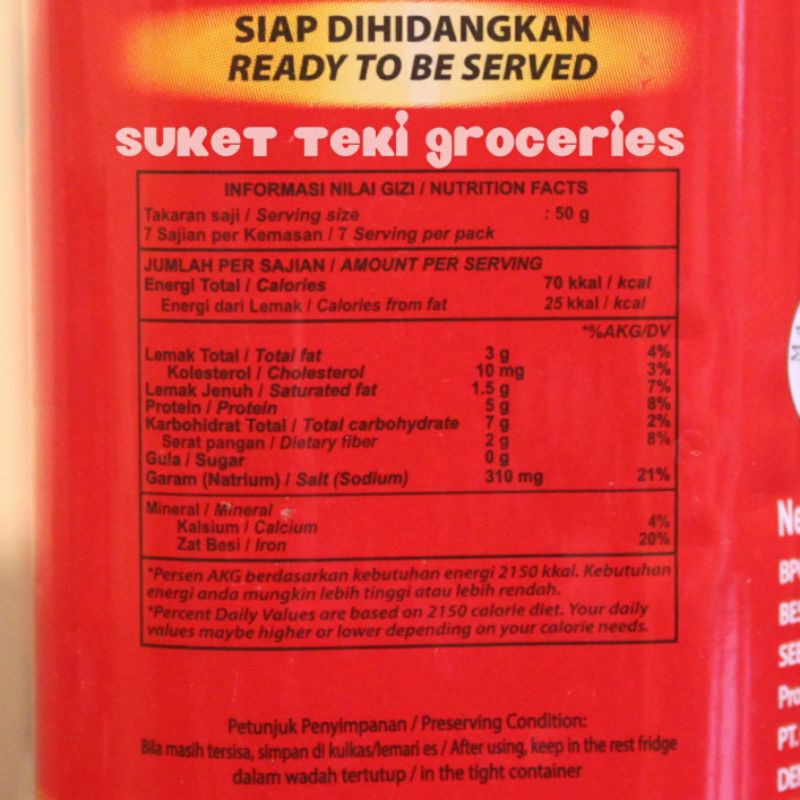 SIAP DIHIDANGKAN
READY TO BE SERVED
SUKET TEKI groceries
INFORMASI NILAI GIZI / NUTRITION FACTS
Takaran saji / Serving size : 50 g
7 Sajian per Kemasan / 7 Serving per pack
JUMLAH PER SAJIAN / AMOUNT PER SERVING
Energi Total / Calories 70 kkal / kcal
Energi dari Lemak / Calories from fat 25 kkal / kcal
*%AKG/DV
Lemak Total / Total fat 3 g 4%
Kolesterol / Cholesterol 10 mg 3%
Lemak Jenuh / Saturated fat 1.5 g 7%
Protein / Protein 5 g 8%
Karbohidrat Total / Total carbohydrate 7 g 2%
Serat pangan / Dietary fiber 2 g 8%
Gula / Sugar 0 g
Garam (Natrium) / Salt (Sodium) 310 mg 21%
Mineral / Mineral
Kalsium / Calcium 4%
Zat Besi / Iron 20%
*Persen AKG berdasarkan kebutuhan energi 2150 kkal. Kebutuhan
energi anda mungkin lebih tinggi atau lebih rendah.
*Percent Daily Values are based on 2150 calorie diet. Your daily
values maybe higher or lower depending on your calorie needs.
Petunjuk Penyimpanan / Preserving Condition:
Bila masih tersisa, simpan di kulkas/lemari es / After using, keep in the rest fridge
dalam wadah tertutup / in the tight container
PT.